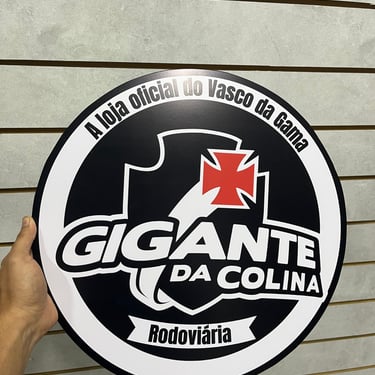 A loja oficial do Vasco da Gama
GIGANTE
DA COLINA
Rodoviária